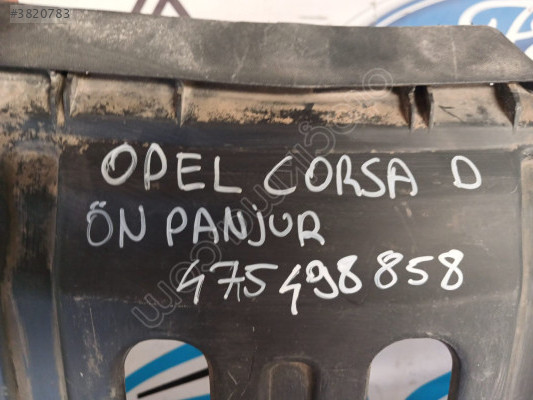 #3820783
OPEL CORSA D
ÖN PANJUR
475498858